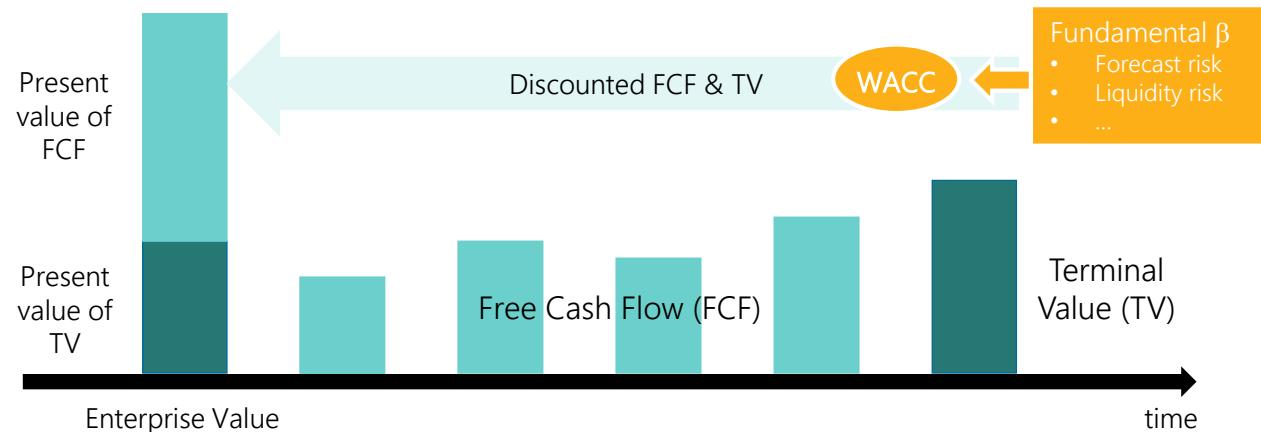 Fundamental β
• Forecast risk
• Liquidity risk
• ...
Present
value of
FCF
Discounted FCF & TV
WACC
Present
value of
TV
Free Cash Flow (FCF)
Terminal
Value (TV)
Enterprise Value
time